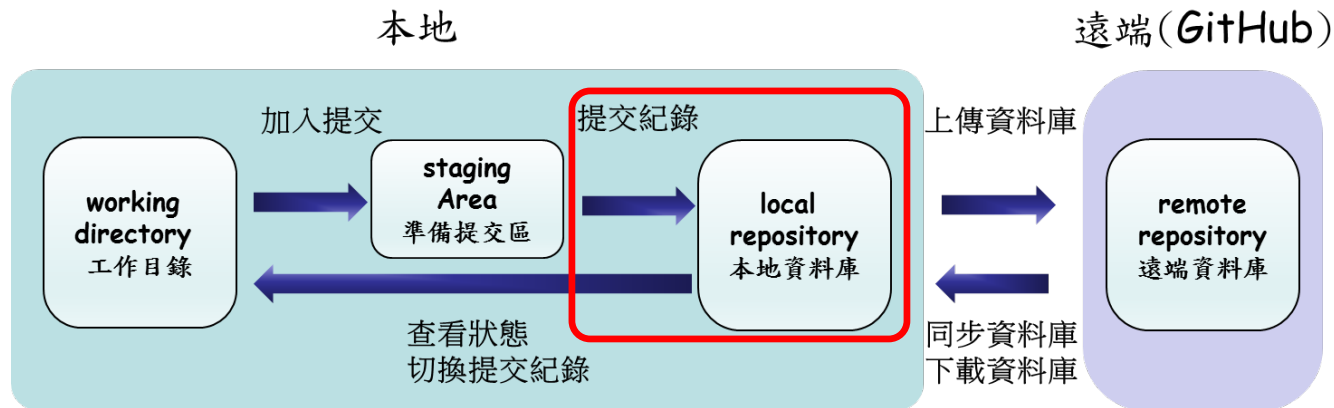 本地
遠端(GitHub)
加入提交
提交紀錄
上傳資料庫
working
directory
工作目錄
staging
Area
準備提交區
local
repository
本地資料庫
remote
repository
遠端資料庫
查看狀態
切換提交紀錄
同步資料庫
下載資料庫